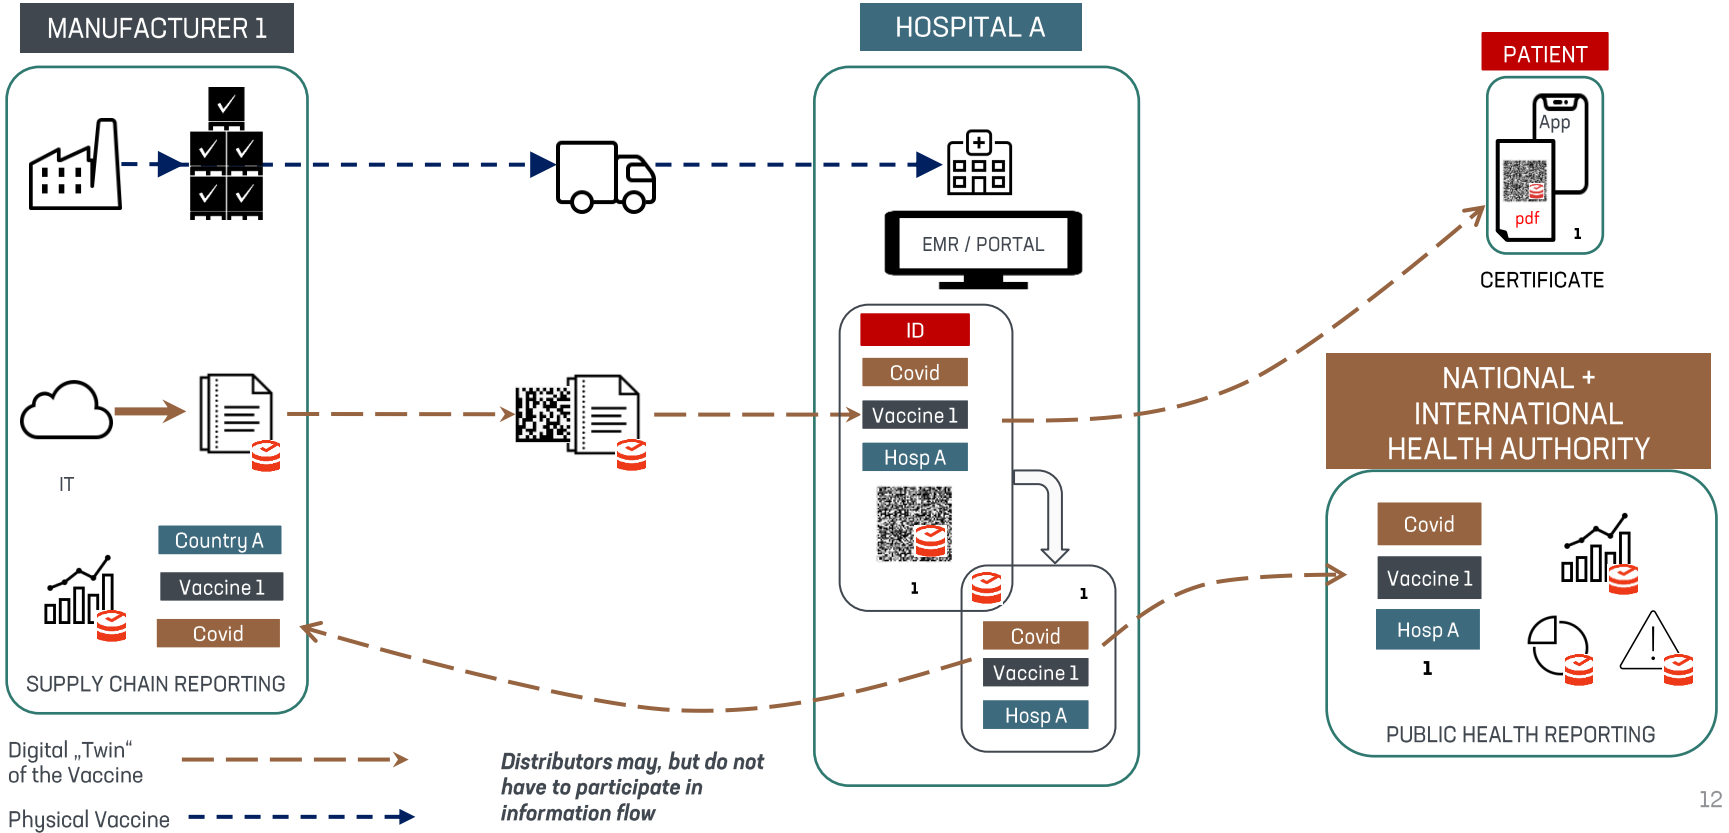 MANUFACTURER 1
HOSPITAL A
PATIENT
App
pdf
1
CERTIFICATE
EMR / PORTAL
ID
Covid
Vaccine 1
Hosp A
1
IT
Country A
Vaccine 1
Covid
SUPPLY CHAIN REPORTING
1
Covid
Vaccine 1
Hosp A
NATIONAL +
INTERNATIONAL
HEALTH AUTHORITY
Covid
Vaccine 1
Hosp A
1
PUBLIC HEALTH REPORTING
Digital „Twin“
of the Vaccine
Physical Vaccine
Distributors may, but do not
have to participate in
information flow
12